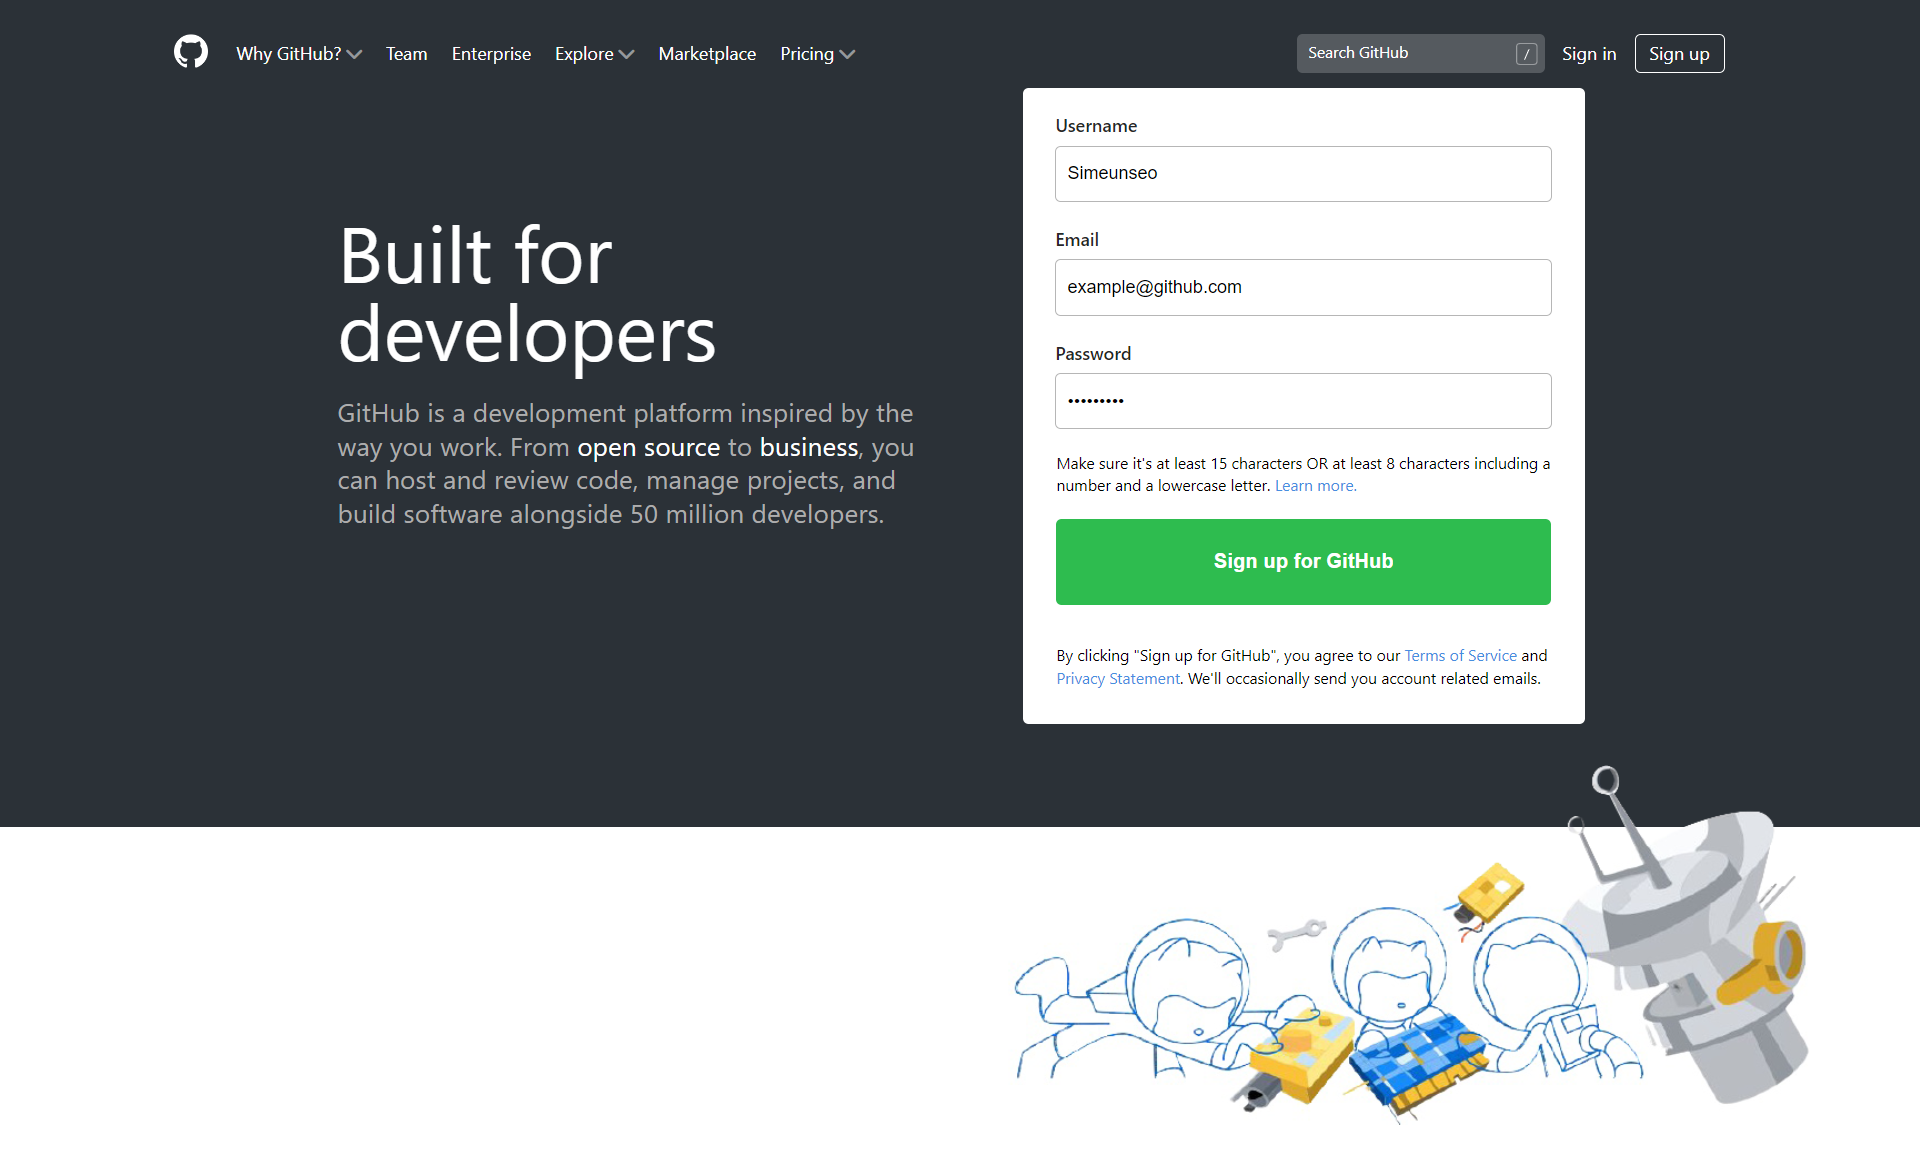 Why GitHub? Team Enterprise Explore Marketplace Pricing Search GitHub / Sign in Sign up
Built for
developers
GitHub is a development platform inspired by the
way you work. From open source to business, you
can host and review code, manage projects, and
build software alongside 50 million developers.
Username
Simeunseo
Email
example@github.com
Password
•••••••••
Make sure it's at least 15 characters OR at least 8 characters including a
number and a lowercase letter. Learn more.
Sign up for GitHub
By clicking "Sign up for GitHub", you agree to our Terms of Service and
Privacy Statement. We'll occasionally send you account related emails.